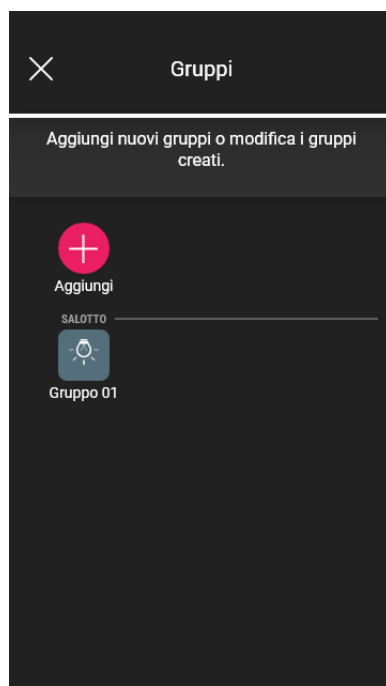 Gruppi
Aggiungi nuovi gruppi o modifica i gruppi
creati.
Aggiungi
SALOTTO
Gruppo 01